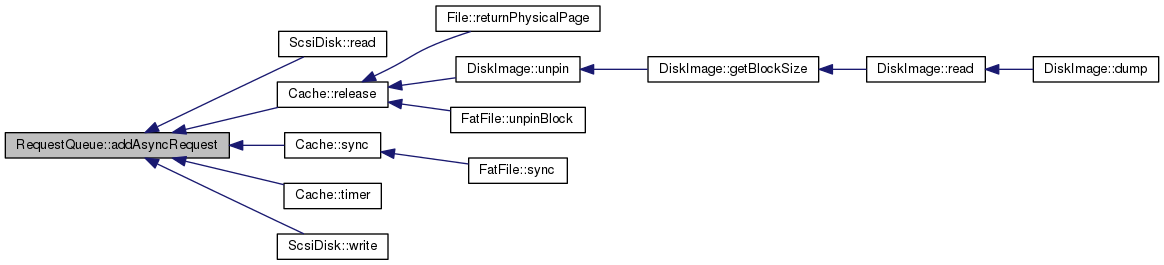 File::returnPhysicalPage
ScsiDisk::read
DiskImage::unpin
DiskImage::getBlockSize
DiskImage::read
DiskImage::dump
Cache::release
FatFile::unpinBlock
RequestQueue::addAsyncRequest
Cache::sync
FatFile::sync
Cache::timer
ScsiDisk::write